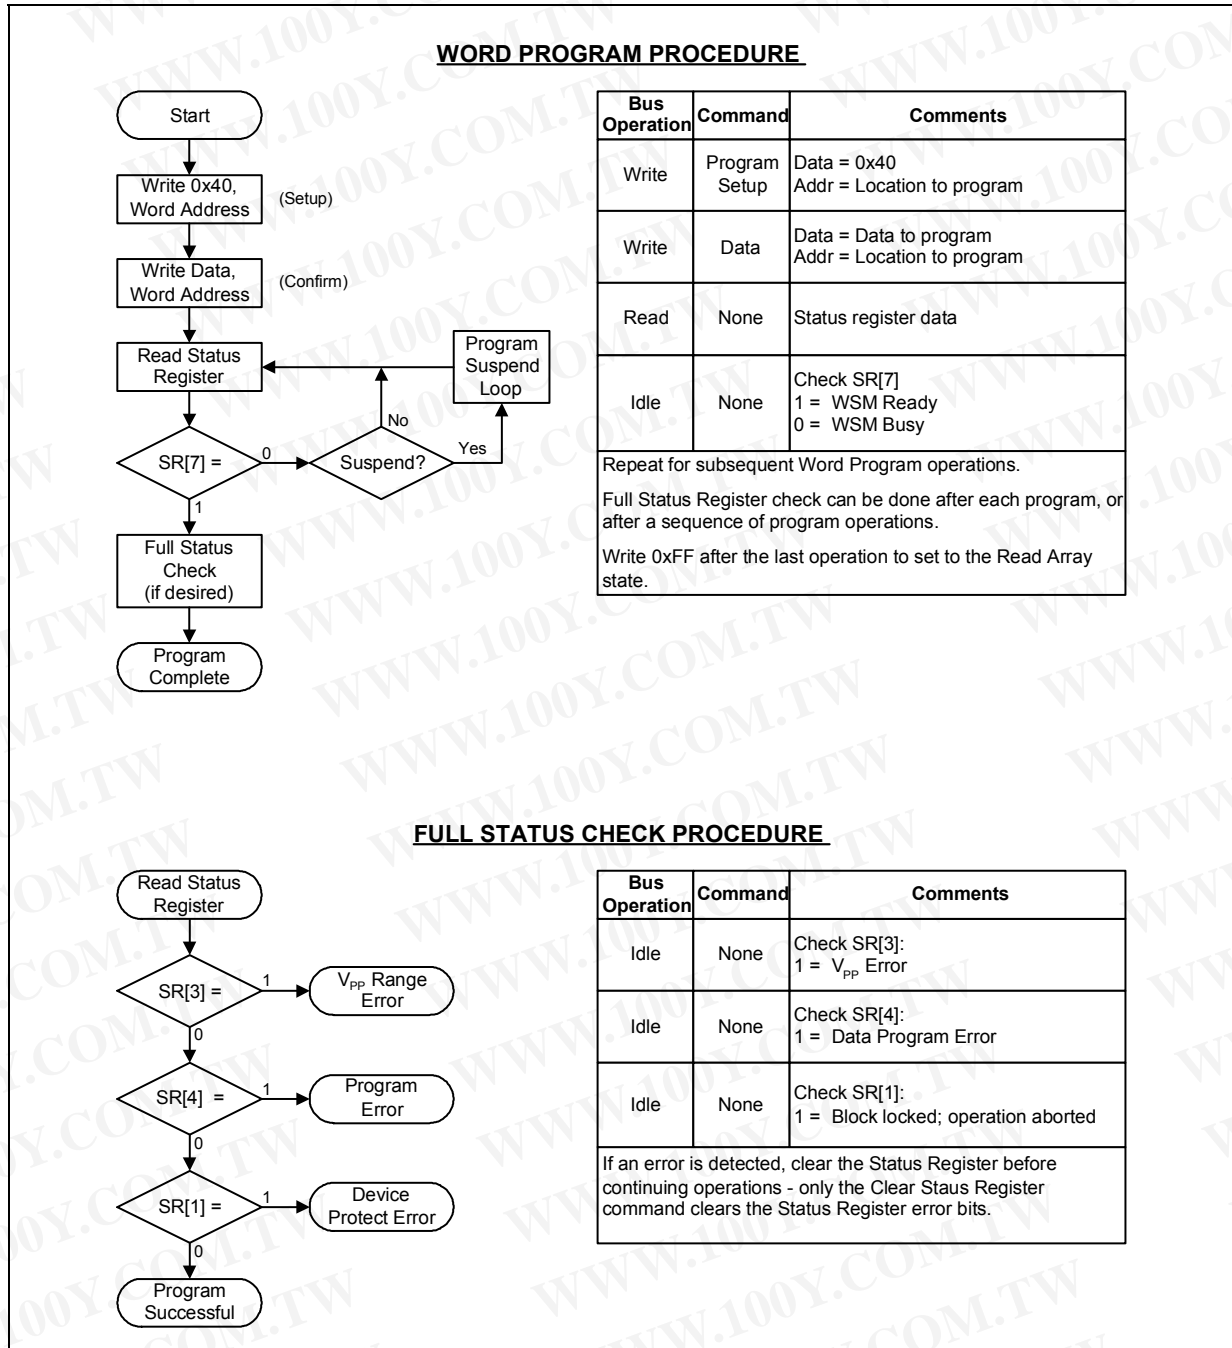 WORD PROGRAM PROCEDURE
Start
Write 0x40,
Word Address
(Setup)
Write Data,
Word Address
(Confirm)
Read Status
Register
Program
Suspend
Loop
No
SR[7] =
0
Suspend?
Yes
1
Full Status
Check
(if desired)
Program
Complete
Bus
Operation
Command
Comments
Write
Program
Setup
Data = 0x40
Addr = Location to program
Write
Data
Data = Data to program
Addr = Location to program
Read
None
Status register data
Idle
None
Check SR[7]
1 = WSM Ready
0 = WSM Busy
Repeat for subsequent Word Program operations.
Full Status Register check can be done after each program, or
after a sequence of program operations.
Write 0xFF after the last operation to set to the Read Array
state.
FULL STATUS CHECK PROCEDURE
Read Status
Register
SR[3] =
1
VPP Range
Error
0
SR[4] =
1
Program
Error
0
SR[1] =
1
Device
Protect Error
0
Program
Successful
Bus
Operation
Command
Comments
Idle
None
Check SR[3]:
1 = VPP Error
Idle
None
Check SR[4]:
1 = Data Program Error
Idle
None
Check SR[1]:
1 = Block locked; operation aborted
If an error is detected, clear the Status Register before
continuing operations - only the Clear Staus Register
command clears the Status Register error bits.
WWW.100Y.COM.TW